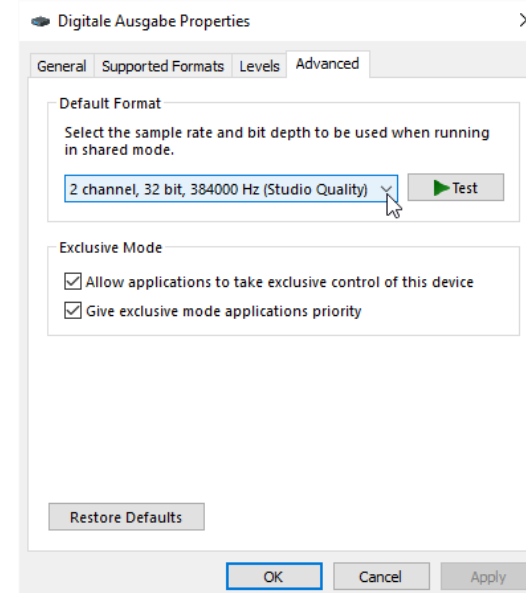 Digitale Ausgabe Properties
General Supported Formats Levels Advanced
Default Format
Select the sample rate and bit depth to be used when running
in shared mode.
2 channel, 32 bit, 384000 Hz (Studio Quality) Test
Exclusive Mode
Allow applications to take exclusive control of this device
Give exclusive mode applications priority
Restore Defaults
OK Cancel Apply